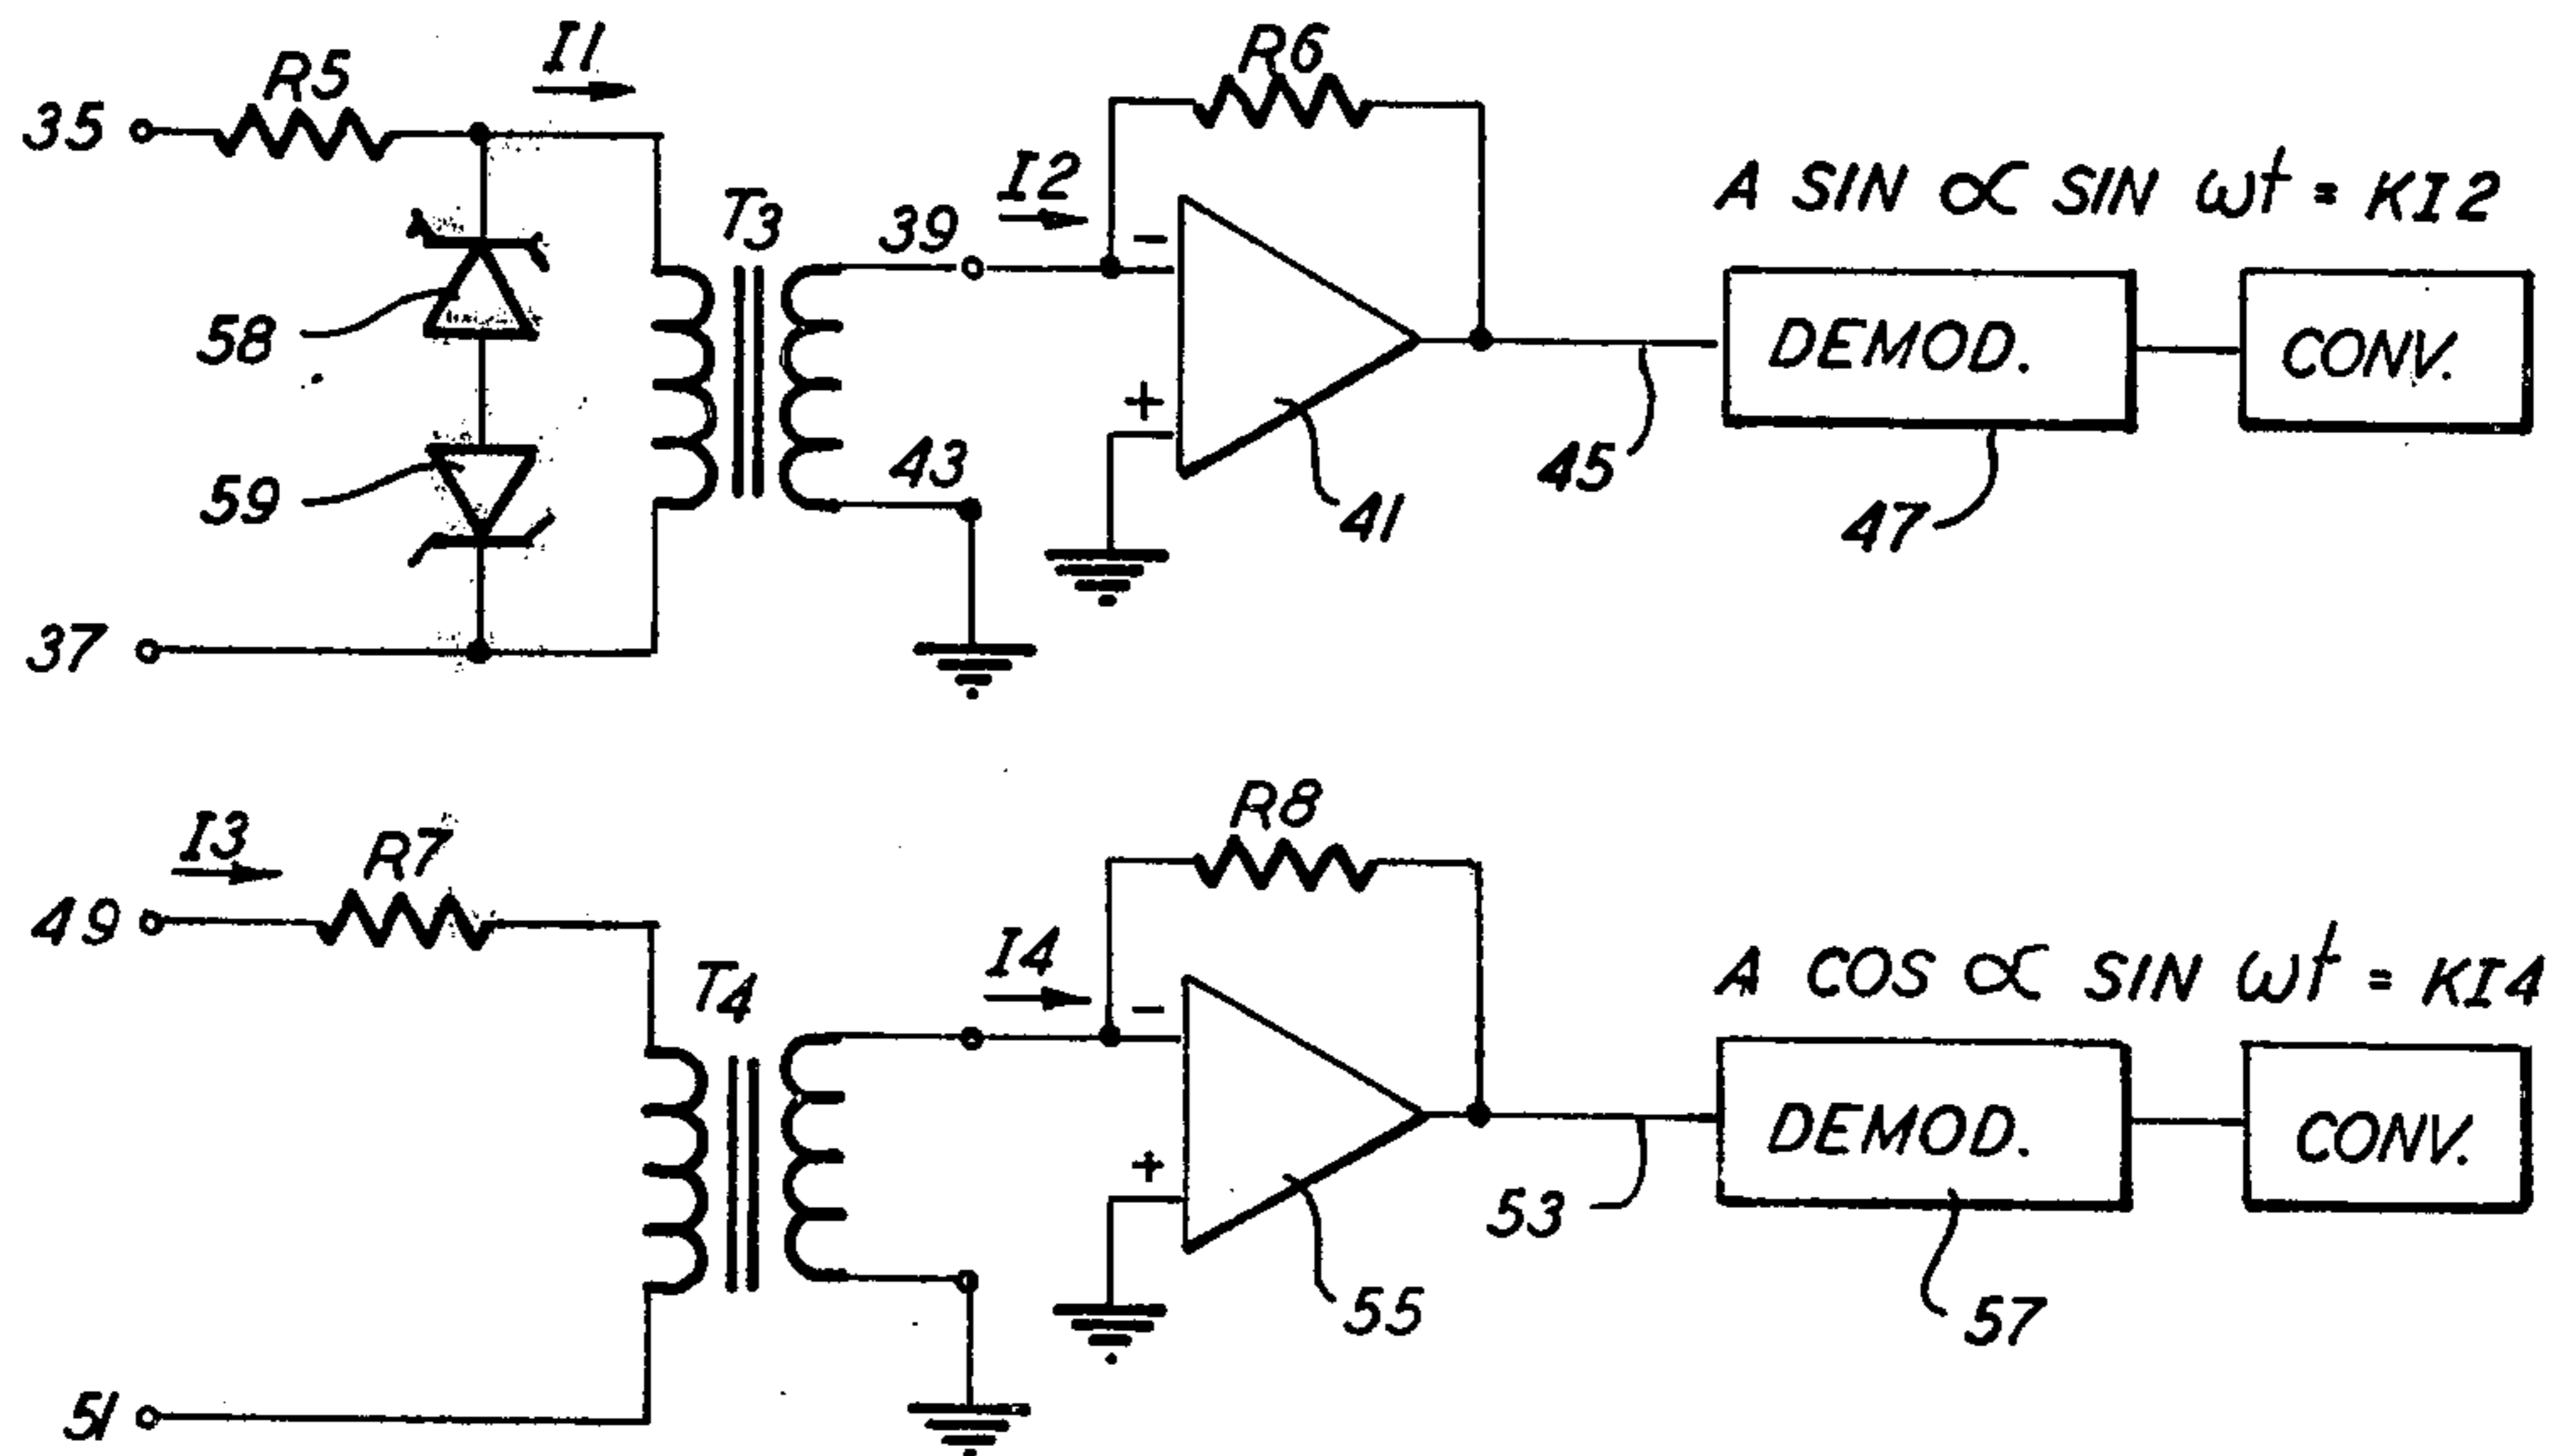 I1
R5
35
R6
I2
T3
39
A SIN ∝ SIN ωt = KI2
58
DEMOD.
CONV.
59
43
45
41
47
37
I3
R7
R8
49
I4
T4
A COS ∝ SIN ωt = KI4
DEMOD.
CONV.
53
55
57
51